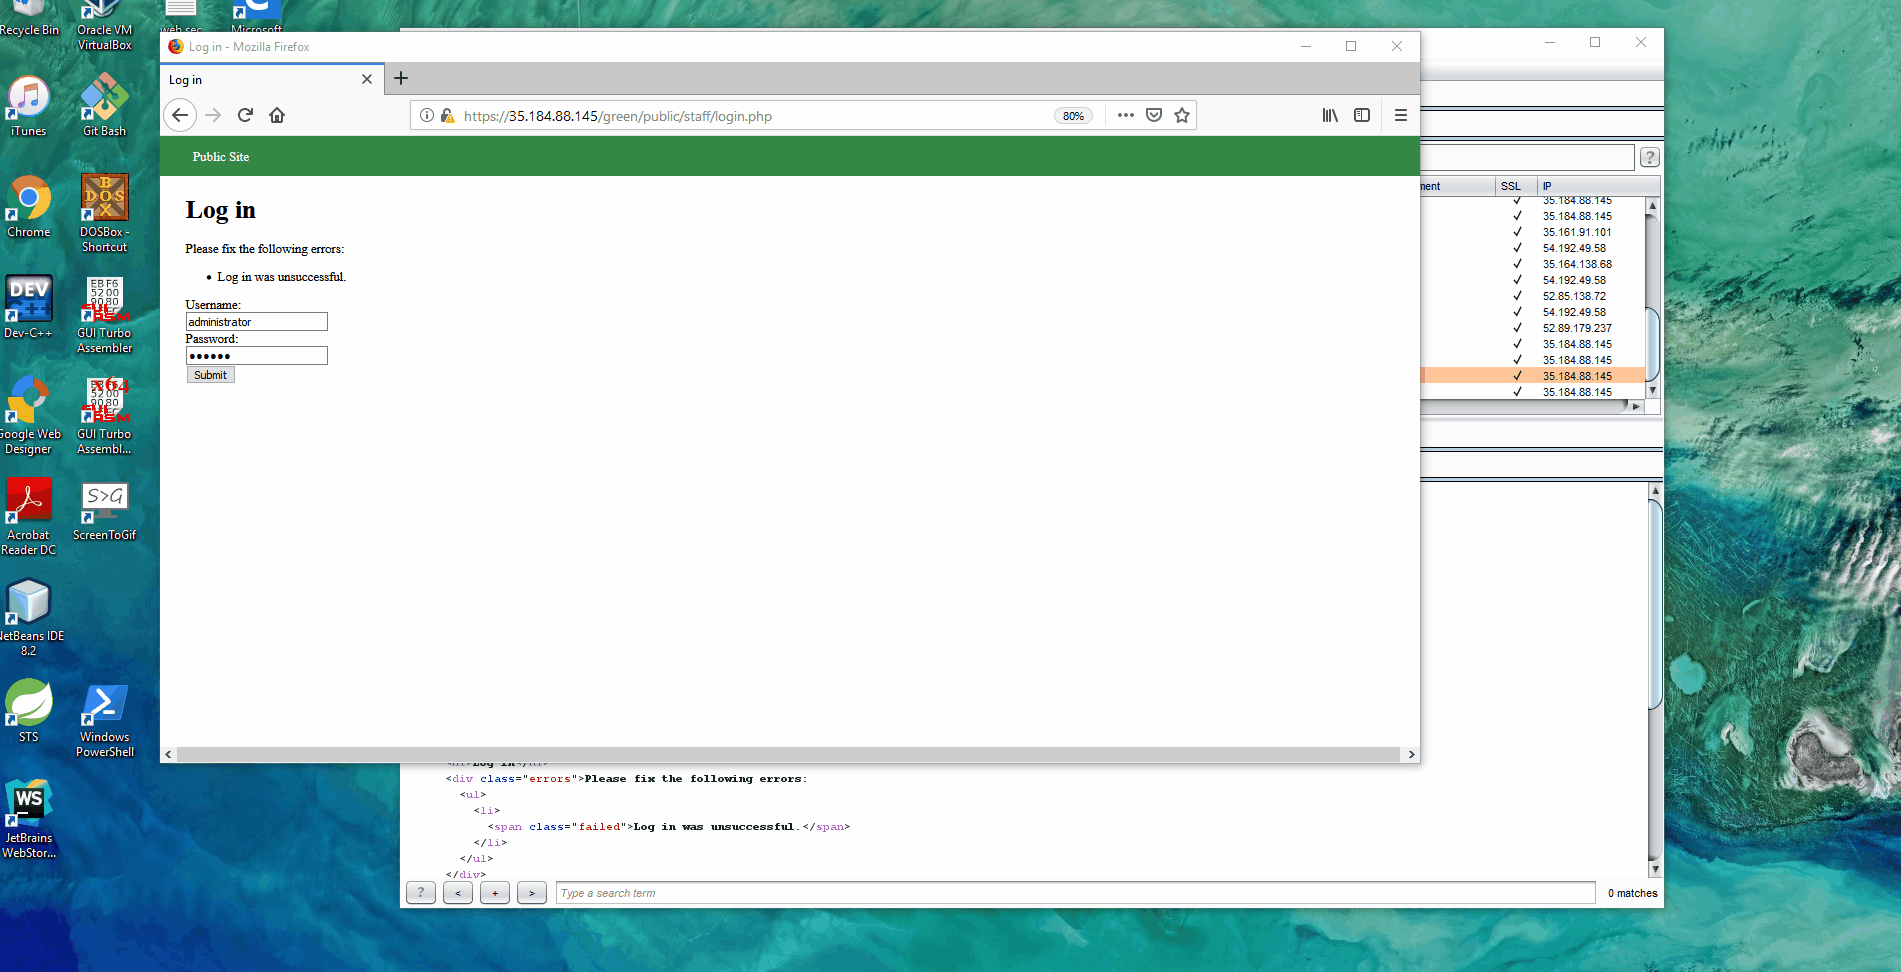 Recycle Bin
Oracle VM
VirtualBox
web sec
Microsoft
iTunes
Git Bash
Chrome
DOSBox -
Shortcut
Dev-C++
GUI Turbo
Assembler
Google Web
Designer
GUI Turbo
Assembl...
Acrobat
Reader DC
ScreenToGif
NetBeans IDE
8.2
STS
Windows
PowerShell
JetBrains
WebStor...
DEV
C++
BOX
DOS
S>G
x64
WS
Log in - Mozilla Firefox
Log in
https://35.184.88.145/green/public/staff/login.php
80%
Public Site
Log in
Please fix the following errors:
• Log in was unsuccessful.
Username:
administrator
Password:
••••••
Submit
?
ment SSL IP
✓ 35.184.88.145
✓ 35.184.88.145
✓ 35.161.91.101
✓ 54.192.49.58
✓ 35.164.138.68
✓ 54.192.49.58
✓ 52.85.138.72
✓ 54.192.49.58
✓ 52.89.179.237
✓ 35.184.88.145
✓ 35.184.88.145
✓ 35.184.88.145
✓ 35.184.88.145
<div class="errors">Please fix the following errors:
<ul>
<li>
<span class="failed">Log in was unsuccessful.</span>
</li>
</ul>
</div>
? < + > Type a search term 0 matches